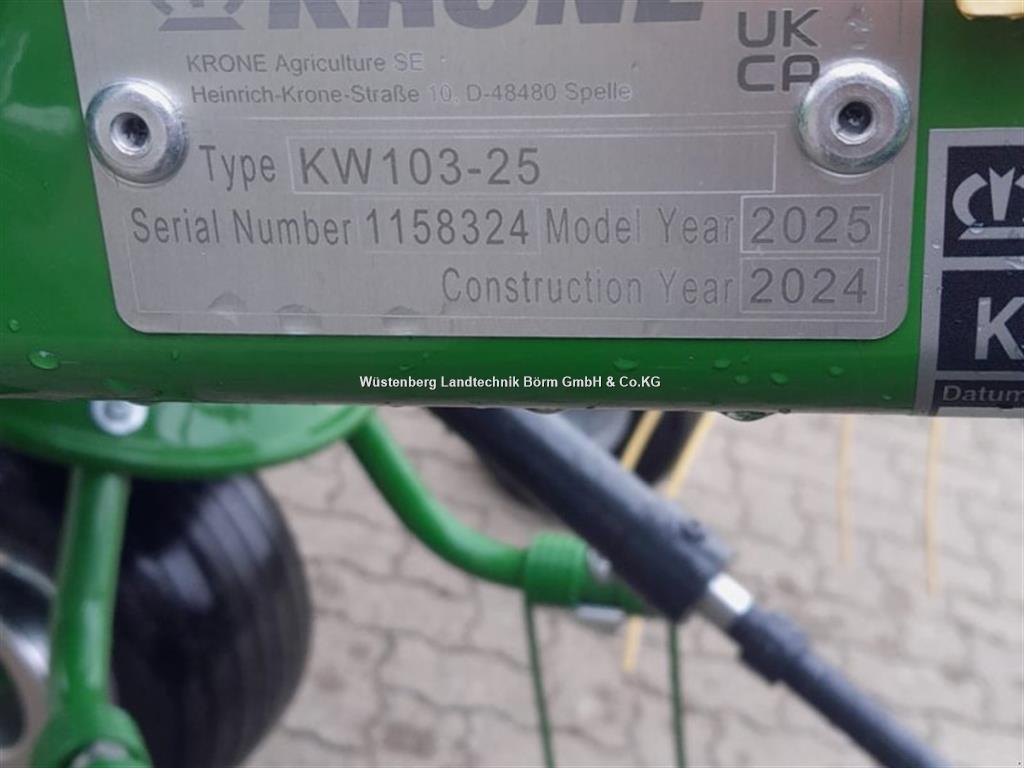 KRONE
UK
CA
KRONE Agriculture SE
Heinrich-Krone-Straße 10, D-48480 Spelle
Type KW103-25
Serial Number 1158324 Model Year 2025
Construction Year 2024
K
Datum
Wüstenberg Landtechnik Börm GmbH & Co.KG